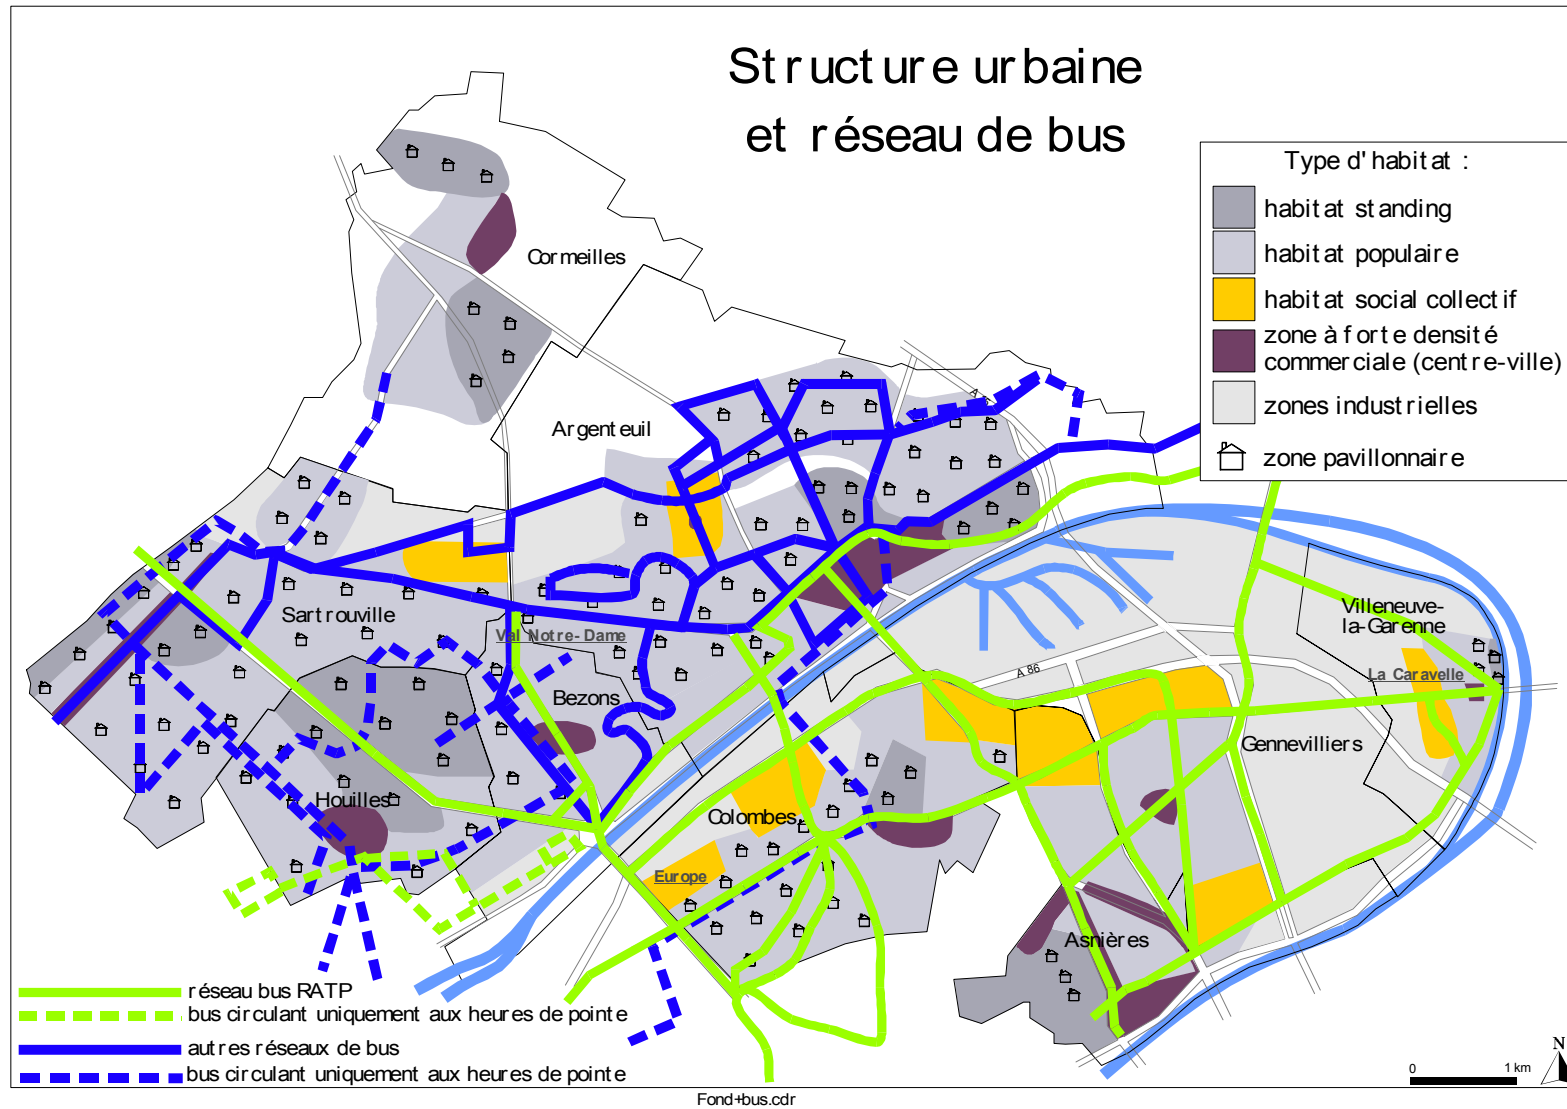 Structure urbaine
et réseau de bus
Type d'habitat :
habitat standing
habitat populaire
habitat social collectif
zone à forte densité
commerciale (centre-ville)
zones industrielles
zone pavillonnaire
Cormeilles
Argenteuil
Sartrouville
Val Notre-Dame
Bezons
Houilles
Colombes
Europe
A 86
Villeneuve-
la-Garenne
La Caravelle
Gennevilliers
Asnières
réseau bus RATP
bus circulant uniquement aux heures de pointe
autres réseaux de bus
bus circulant uniquement aux heures de pointe
0 1 km
N
Fond+bus.cdr